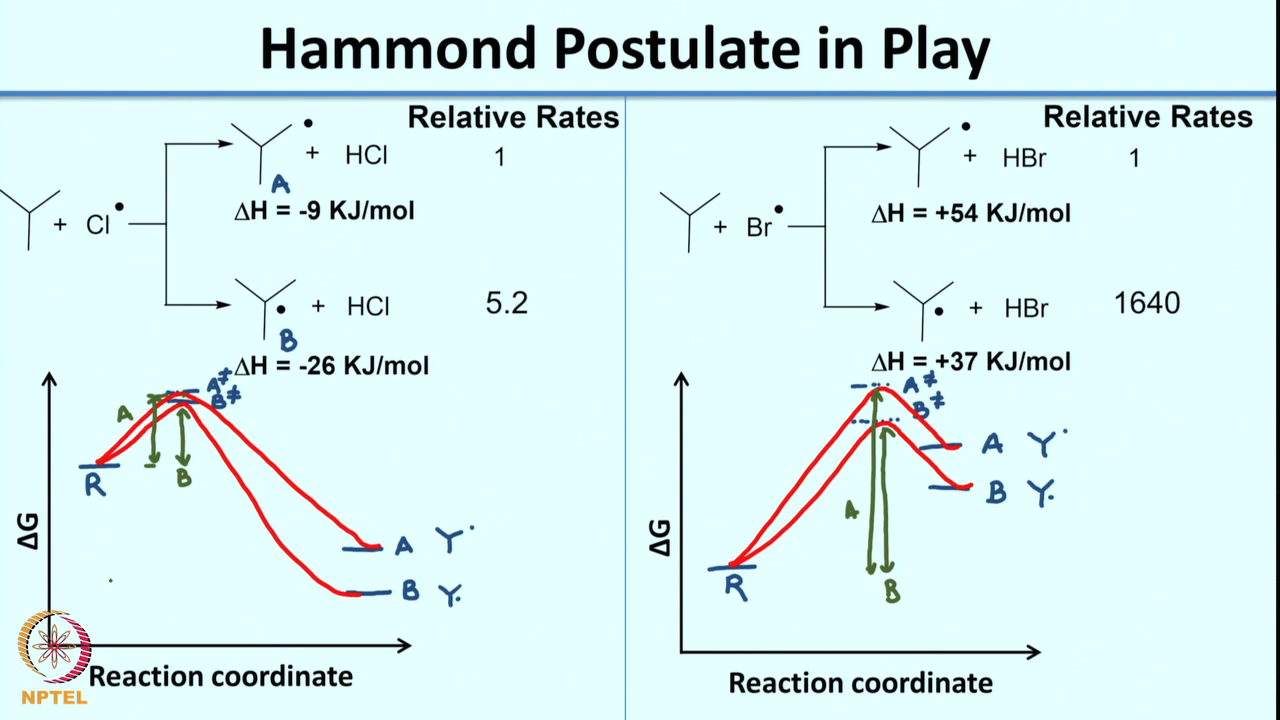 Hammond Postulate in Play
Relative Rates
+ HCl 1
A
ΔH = -9 KJ/mol
+ Cl•
+ HCl 5.2
B
ΔH = -26 KJ/mol
A≠
B≠
A
B
R
A
B
ΔG
Reaction coordinate
NPTEL
Relative Rates
+ HBr 1
ΔH = +54 KJ/mol
+ Br•
+ HBr 1640
ΔH = +37 KJ/mol
A≠
B≠
A
B
A
B
R
ΔG
Reaction coordinate